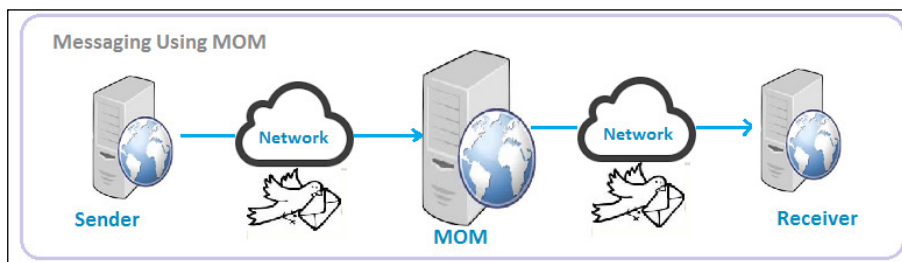 Messaging Using MOM
Network
Network
Sender
MOM
Receiver